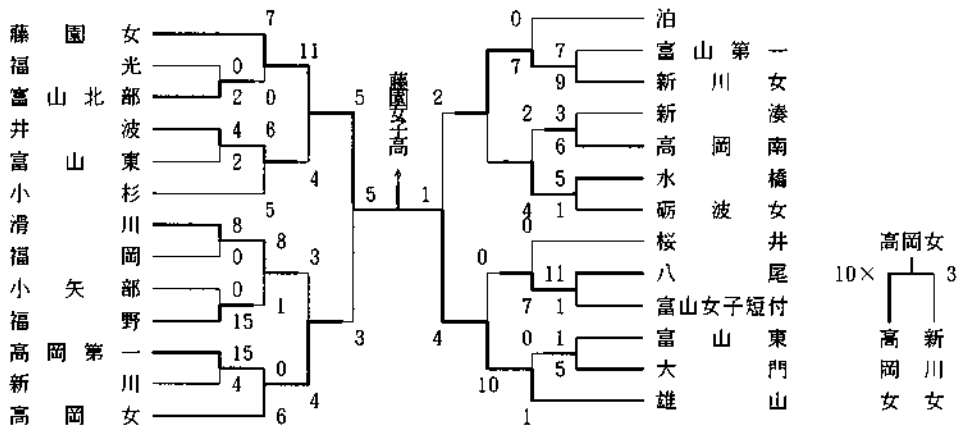 藤園女
福光
富山北部
井波
富山東
小杉
滑川
福岡
小矢部
福野
高岡第一
新川
高岡女
7
0
2
0
4
2
6
5
8
0
0
15
8
1
15
4
0
6
11
4
3
4
5
3
5
藤園女子高
1
2
4
0
7
7
9
2
4
3
6
5
1
0
10
0
7
11
1
0
1
1
5
泊
富山第一
新川女
新湊
高岡南
水橋
砺波女
桜井
八尾
富山女子短付
富山東
大門
雄山
高岡女
10× 3
高岡女
新川女